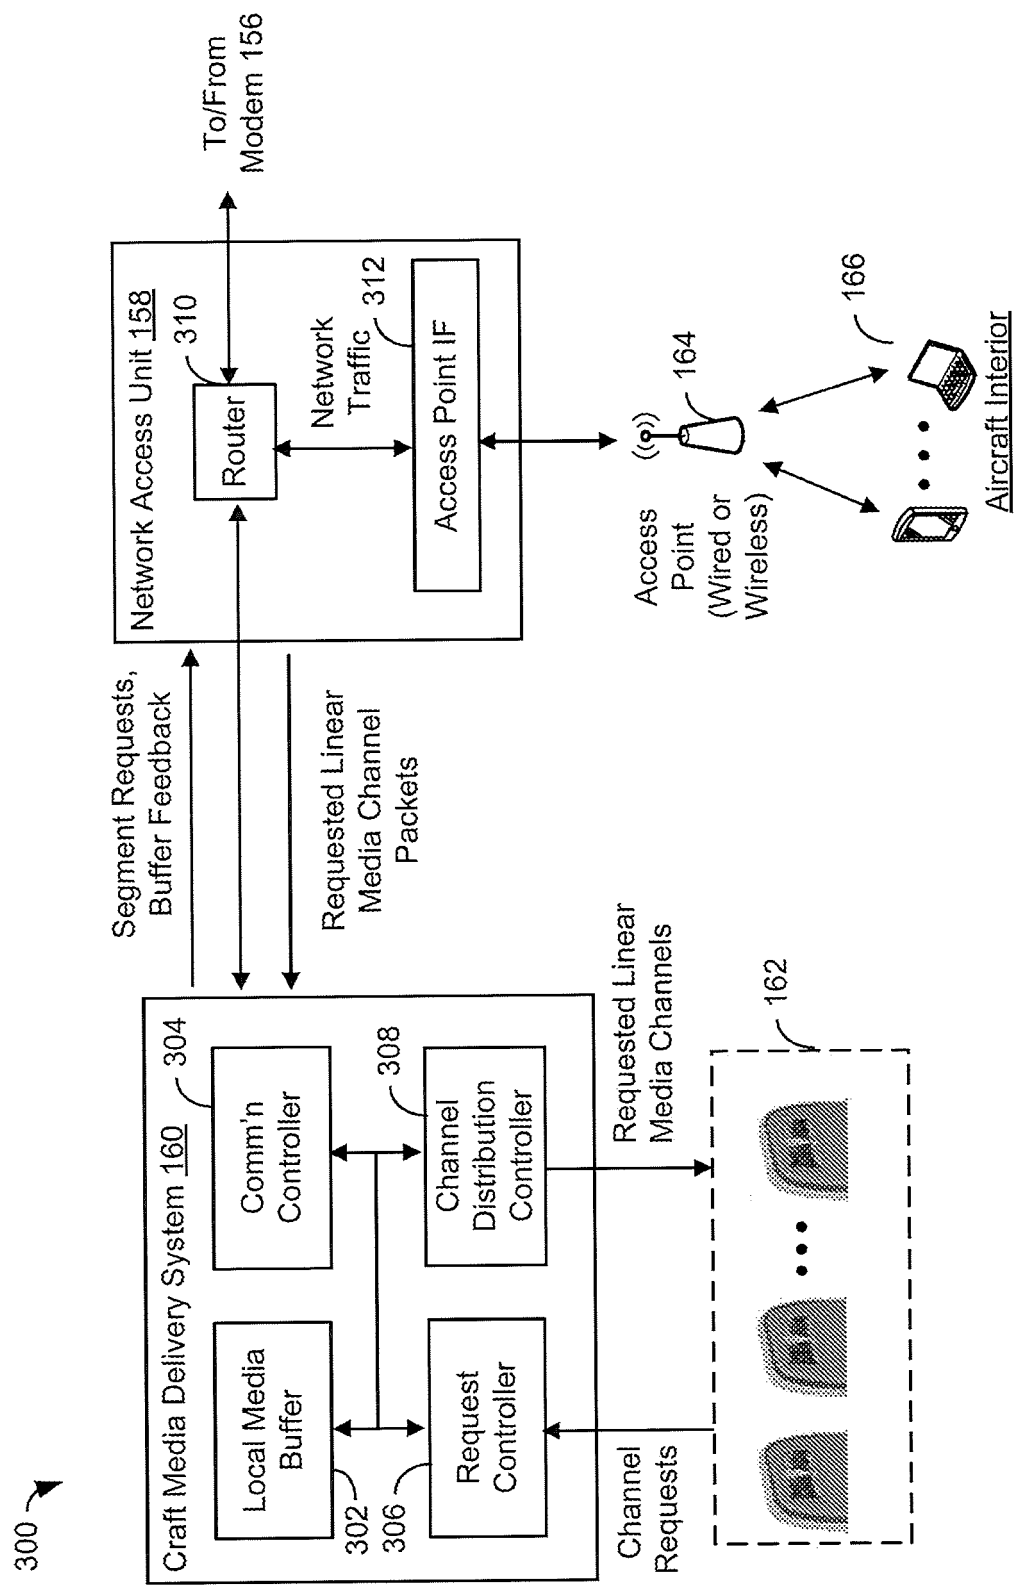 300
Craft Media Delivery System 160
Local Media
Buffer
302
Comm'n
Controller
304
Request
Controller
306
Channel
Distribution
Controller
308
Segment Requests,
Buffer Feedback
Requested Linear
Media Channel
Packets
Network Access Unit 158
310
Router
To/From
Modem 156
Network
Traffic
312
Access Point IF
Access
Point
(Wired or
Wireless)
164
166
Aircraft Interior
Channel
Requests
Requested Linear
Media Channels
162